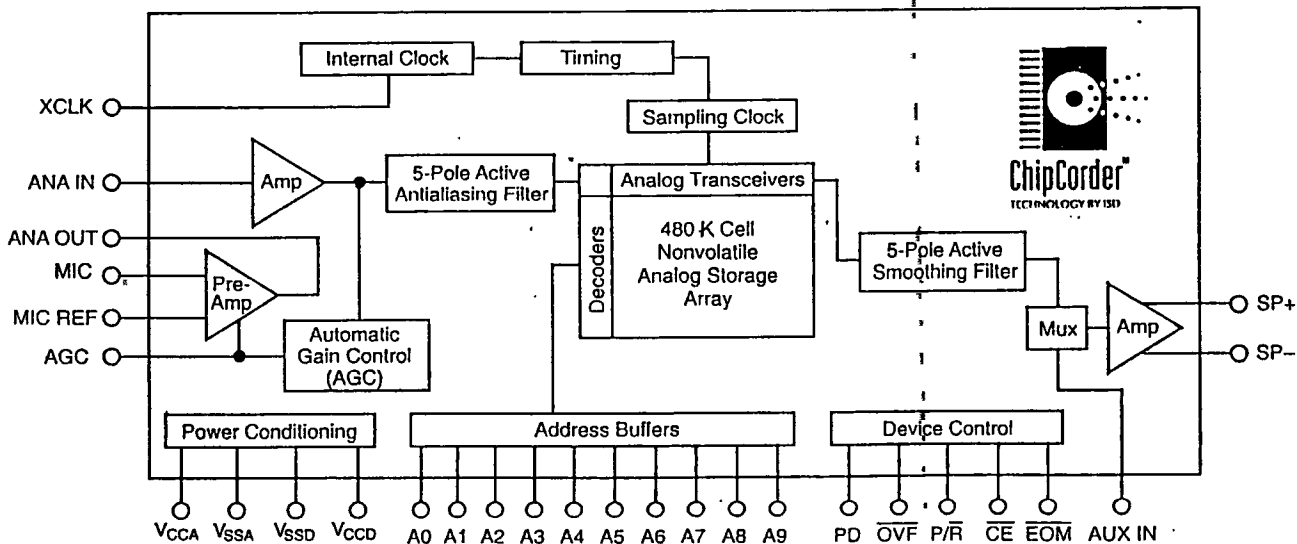 Internal Clock
Timing
XCLK
Sampling Clock
ChipCorder
TECHNOLOGY BY ISD
ANA IN
Amp
5-Pole Active
Antialiasing Filter
Analog Transceivers
Decoders
480 K Cell
Nonvolatile
Analog Storage
Array
ANA OUT
MIC
Pre-
Amp
MIC REF
AGC
Automatic
Gain Control
(AGC)
5-Pole Active
Smoothing Filter
Mux
Amp
SP+
SP–
Power Conditioning
Address Buffers
Device Control
VCCA VSSA VSSD VCCD A0 A1 A2 A3 A4 A5 A6 A7 A8 A9 PD O̅V̅F̅ P/R̅ C̅E̅ E̅O̅M̅ AUX IN